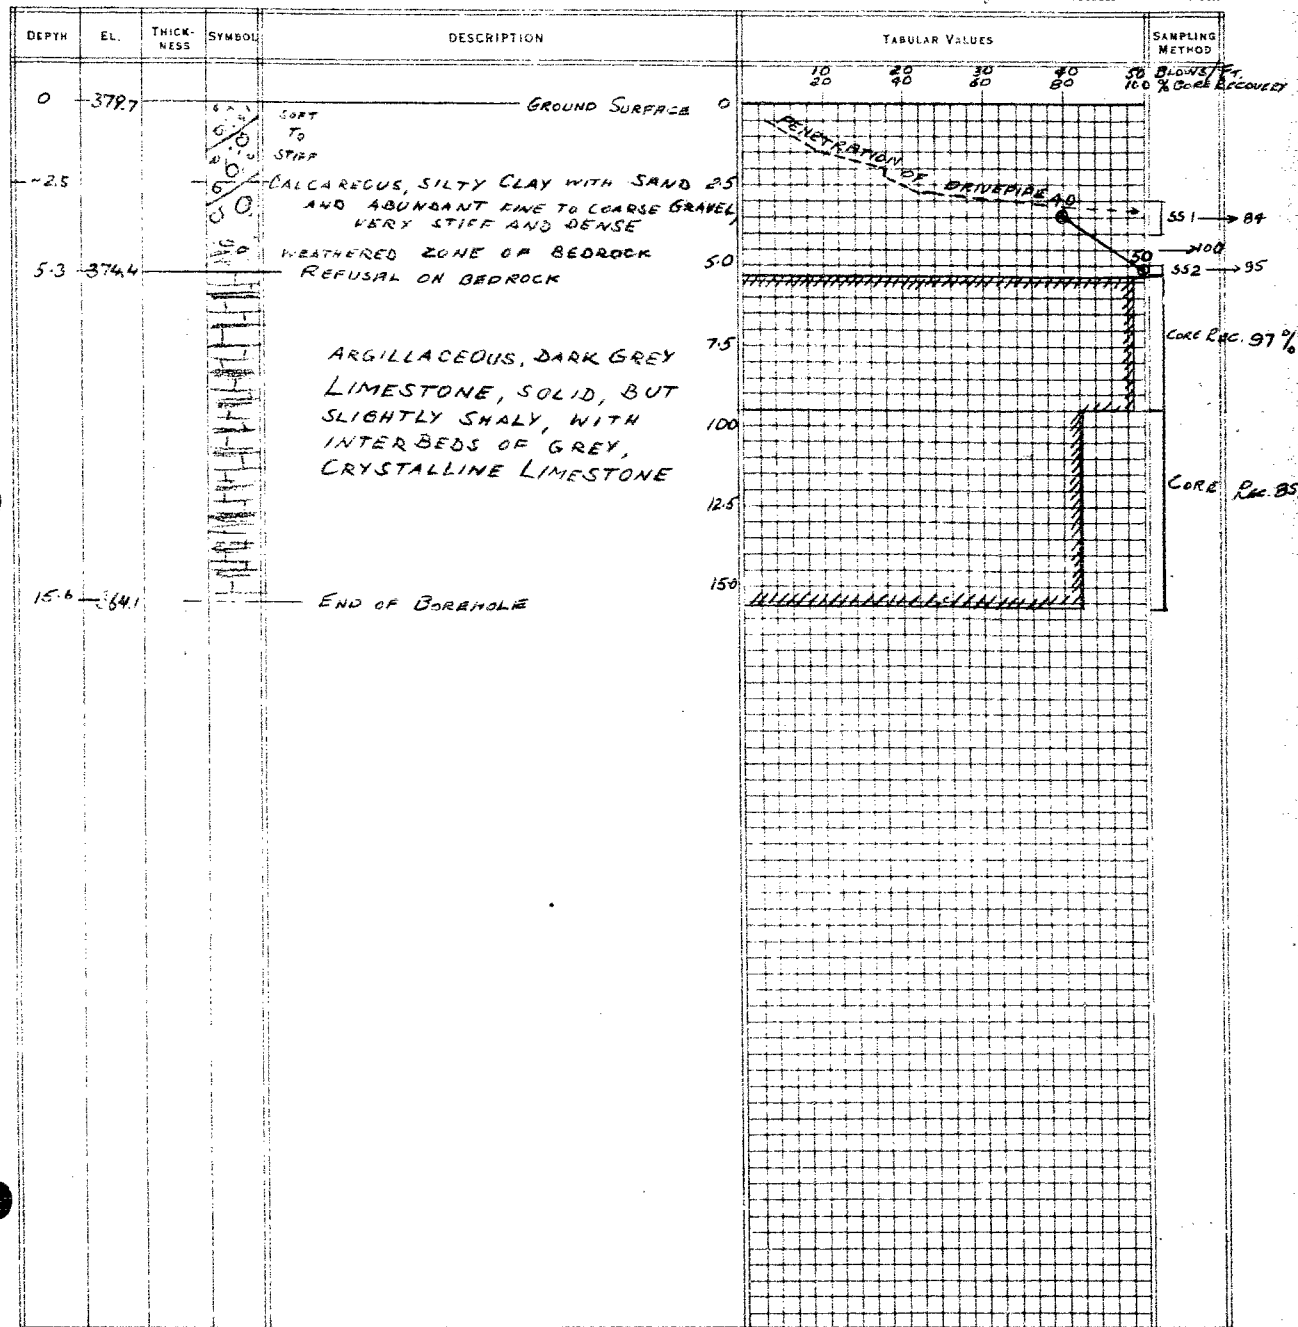 DEPTH EL. THICK-NESS SYMBOL DESCRIPTION TABULAR VALUES SAMPLING METHOD
10 20 30 40 50 BLOWS/FT.
20 40 60 80 100 % CORE RECOVERY
0 379.7 GROUND SURFACE 0
SOFT
TO
STIFF
PENETRATION OF DRIVEPIPE
~2.5 CALCAREOUS, SILTY CLAY WITH SAND 2.5
AND ABUNDANT FINE TO COARSE GRAVEL, 40 SS1 → 84
VERY STIFF AND DENSE
WEATHERED ZONE OF BEDROCK 5.0 50 →100
5.3 374.4 REFUSAL ON BEDROCK SS2 → 95
7.5 CORE REC. 97%
ARGILLACEOUS, DARK GREY
LIMESTONE, SOLID, BUT
SLIGHTLY SHALY, WITH 10.0
INTERBEDS OF GREY,
CRYSTALLINE LIMESTONE
CORE REC. 85
12.5
15.0
15.6 364.1 END OF BOREHOLE